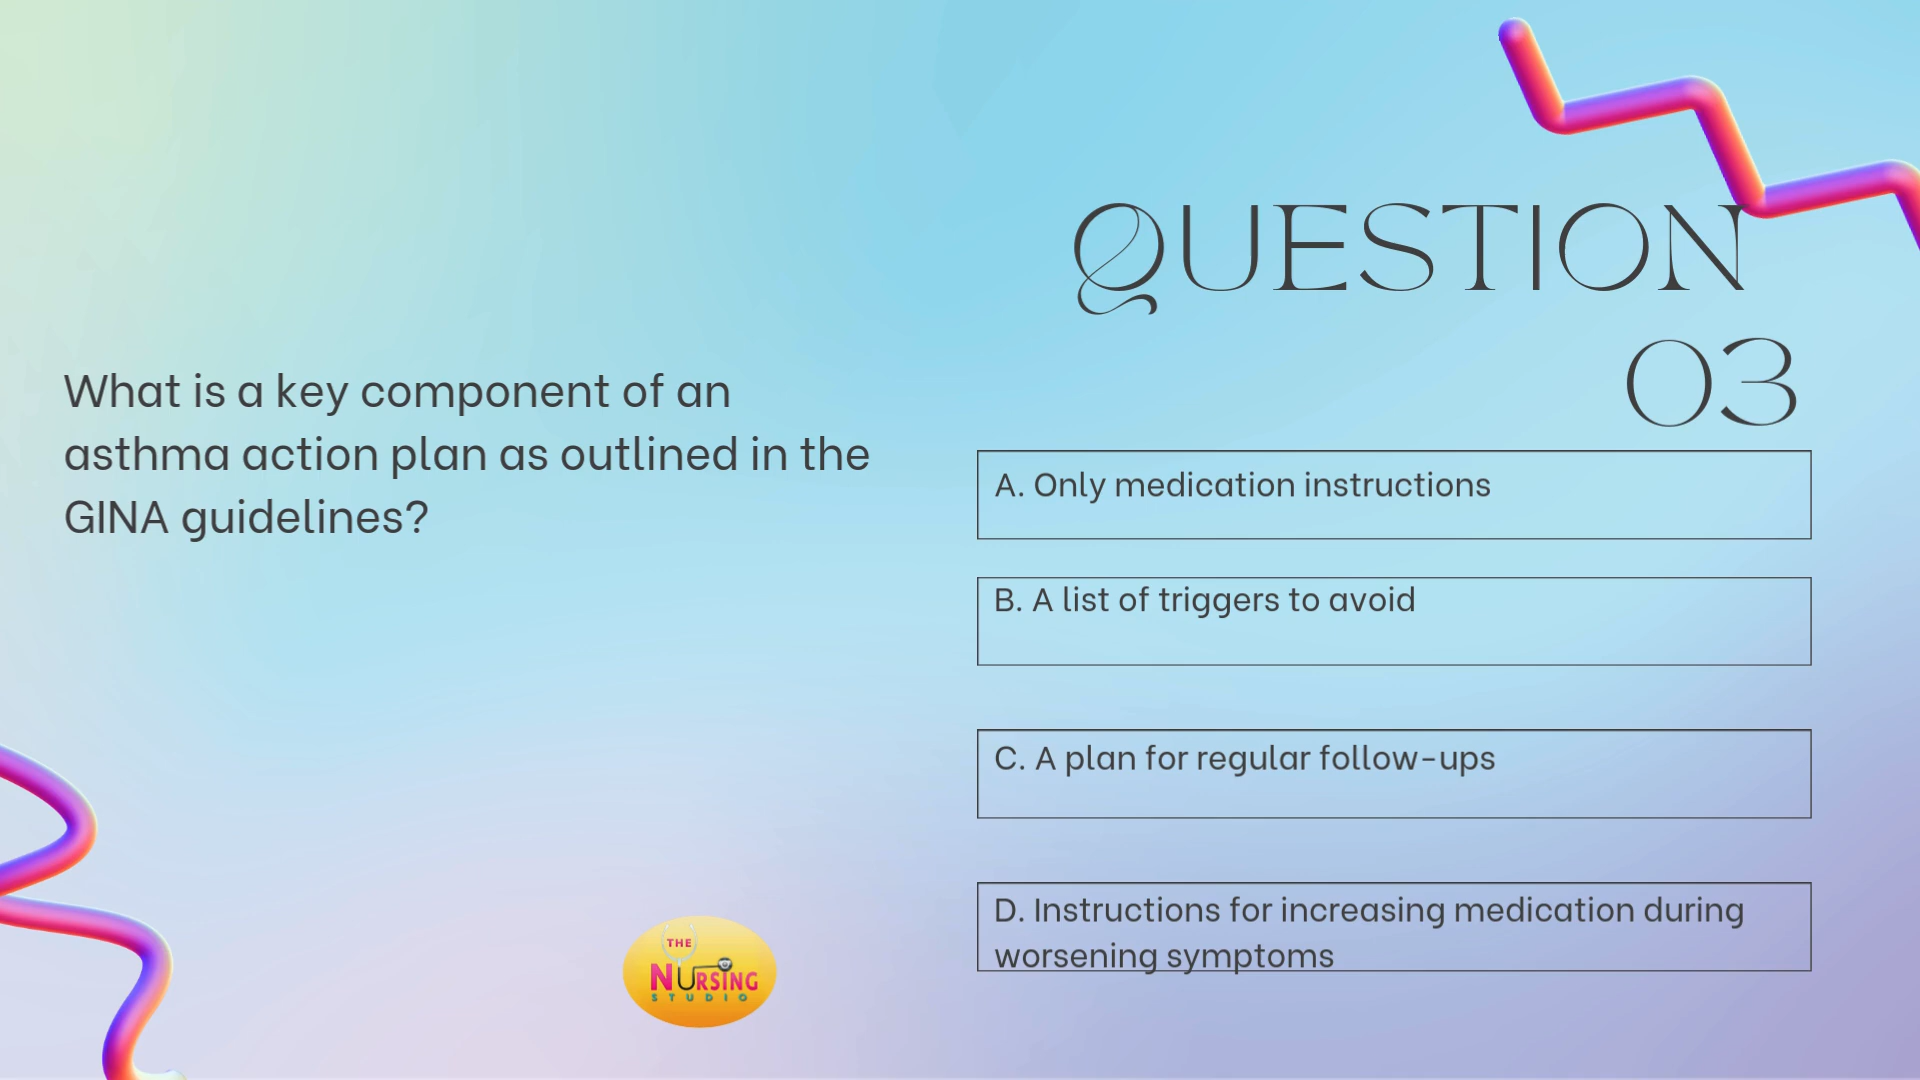 QUESTION
03
What is a key component of an
asthma action plan as outlined in the
GINA guidelines?
A. Only medication instructions
B. A list of triggers to avoid
C. A plan for regular follow-ups
D. Instructions for increasing medication during
worsening symptoms
THE
NURSING
STUDIO